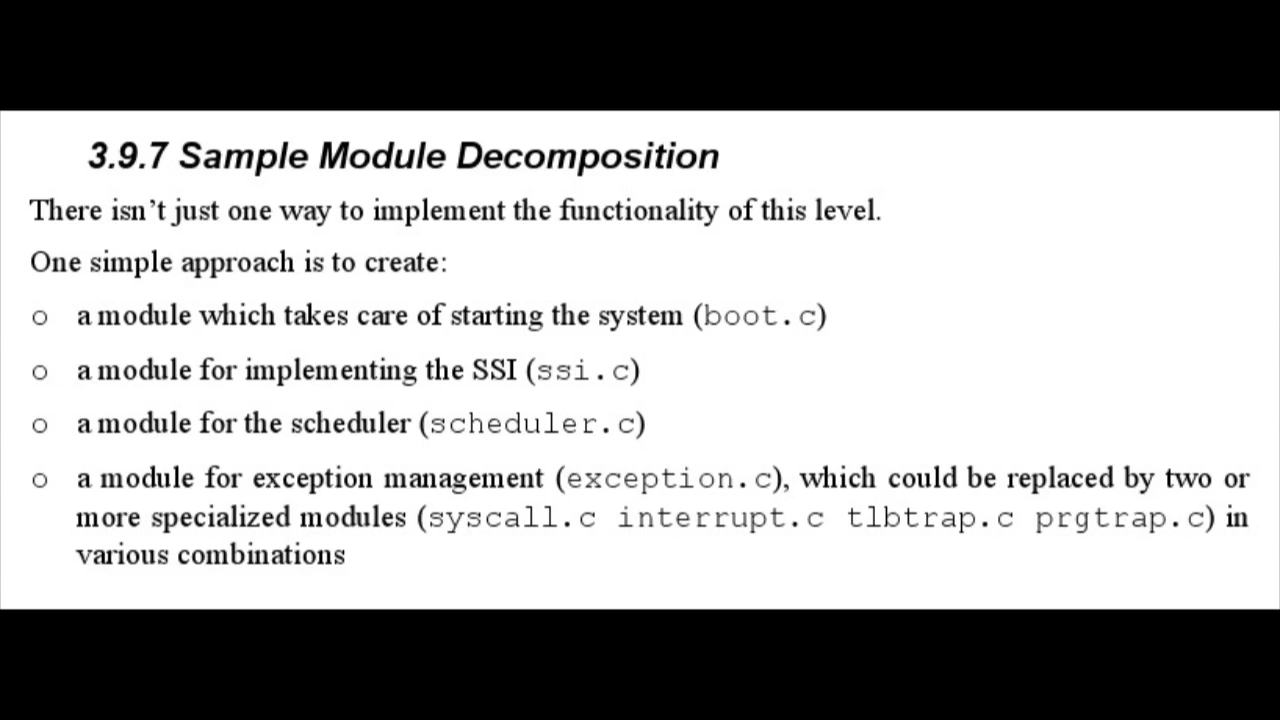 3.9.7 Sample Module Decomposition
There isn’t just one way to implement the functionality of this level.
One simple approach is to create:
o a module which takes care of starting the system (boot.c)
o a module for implementing the SSI (ssi.c)
o a module for the scheduler (scheduler.c)
o a module for exception management (exception.c), which could be replaced by two or
more specialized modules (syscall.c interrupt.c tlbtrap.c prgtrap.c) in
various combinations